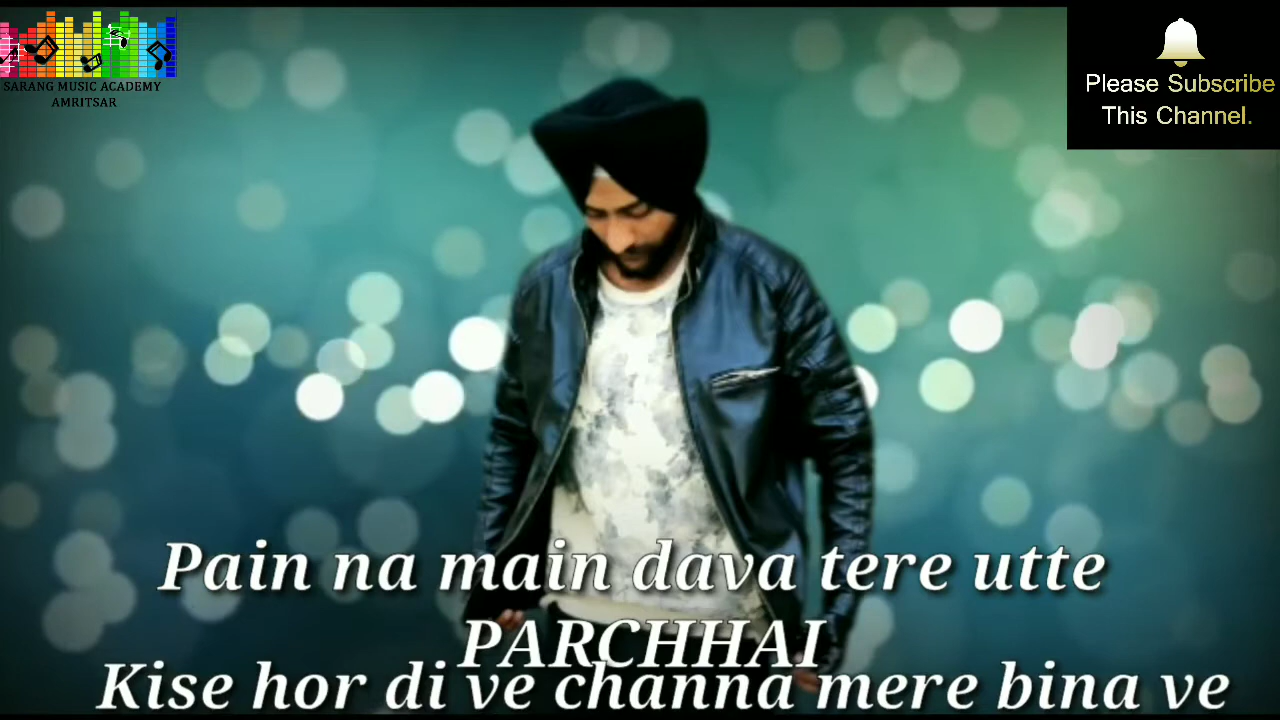 SARANG MUSIC ACADEMY
AMRITSAR
Please Subscribe
This Channel.
Pain na main dava tere utte
PARCHHAI
Kise hor di ve channa mere bina ve